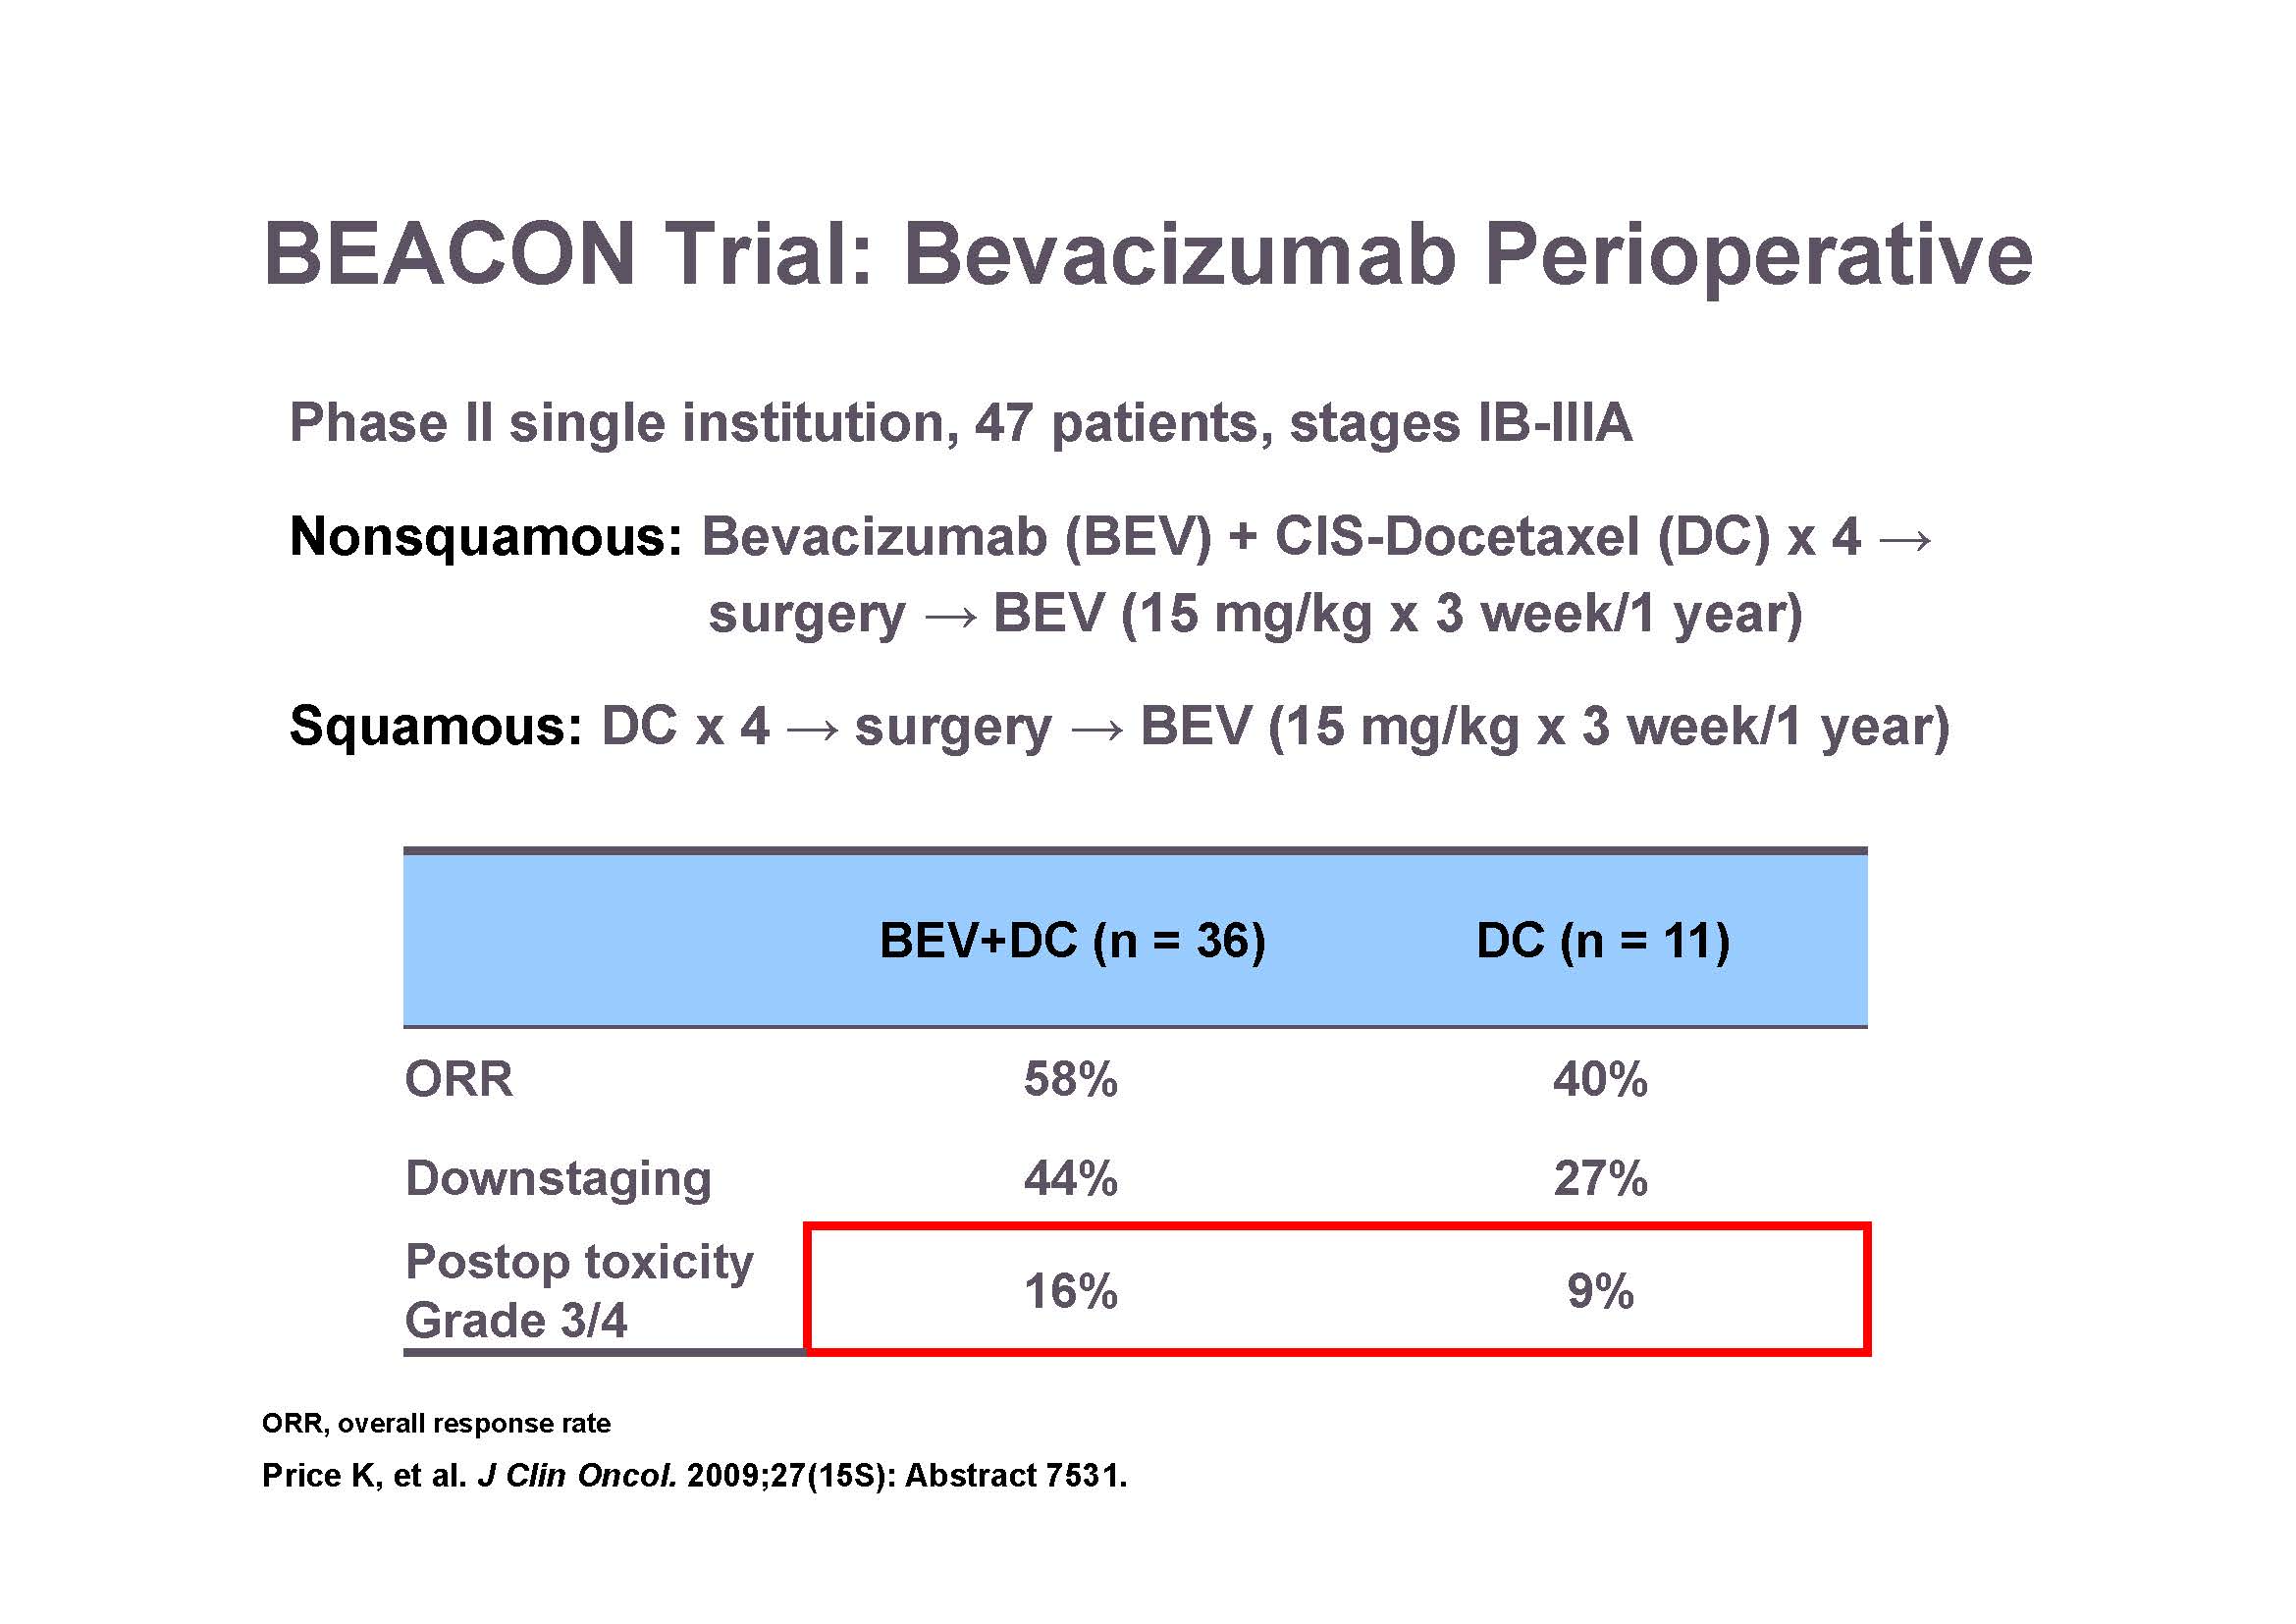 BEACON Trial: Bevacizumab Perioperative
Phase II single institution, 47 patients, stages IB-IIIA
Nonsquamous: Bevacizumab (BEV) + CIS-Docetaxel (DC) x 4 →
surgery → BEV (15 mg/kg x 3 week/1 year)
Squamous: DC x 4 → surgery → BEV (15 mg/kg x 3 week/1 year)
BEV+DC (n = 36) DC (n = 11)
ORR 58% 40%
Downstaging 44% 27%
Postop toxicity
Grade 3/4 16% 9%
ORR, overall response rate
Price K, et al. J Clin Oncol. 2009;27(15S): Abstract 7531.